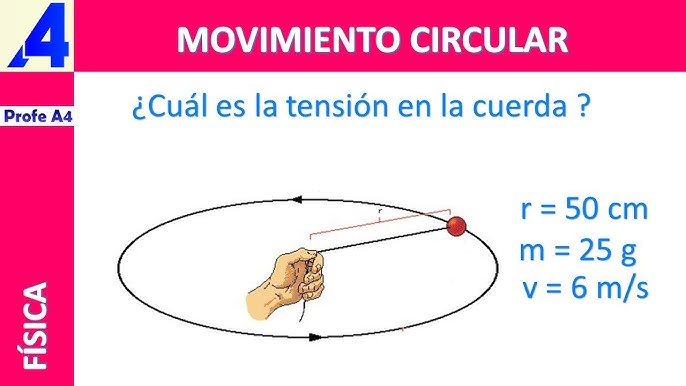 A4
MOVIMIENTO CIRCULAR
Profe A4
¿Cuál es la tensión en la cuerda ?
r
r = 50 cm
m = 25 g
v = 6 m/s
FÍSICA